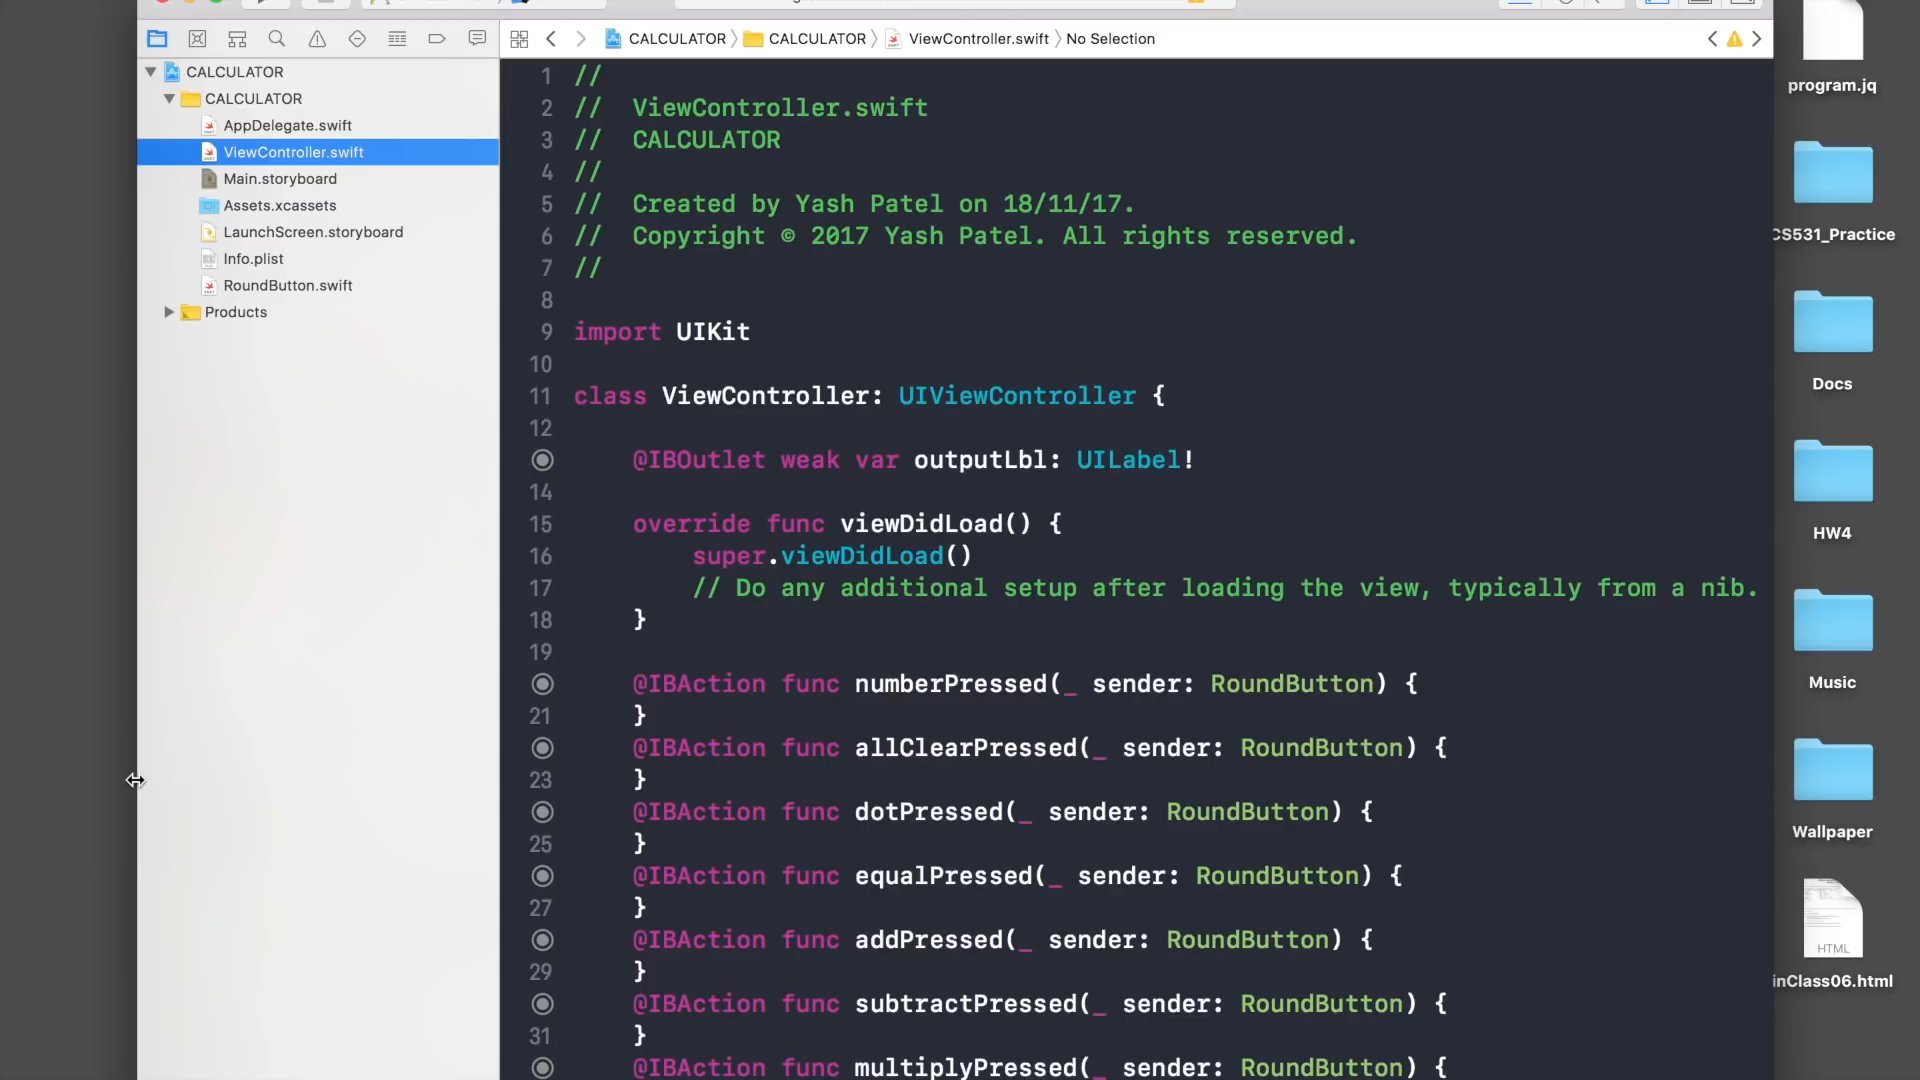 CALCULATOR CALCULATOR ViewController.swift No Selection
CALCULATOR
CALCULATOR
AppDelegate.swift
ViewController.swift
Main.storyboard
Assets.xcassets
LaunchScreen.storyboard
Info.plist
RoundButton.swift
Products
1 //
2 // ViewController.swift
3 // CALCULATOR
4 //
5 // Created by Yash Patel on 18/11/17.
6 // Copyright © 2017 Yash Patel. All rights reserved.
7 //
8
9 import UIKit
10
11 class ViewController: UIViewController {
12
@IBOutlet weak var outputLbl: UILabel!
14
15 override func viewDidLoad() {
16 super.viewDidLoad()
17 // Do any additional setup after loading the view, typically from a nib.
18 }
19
@IBAction func numberPressed(_ sender: RoundButton) {
21 }
@IBAction func allClearPressed(_ sender: RoundButton) {
23 }
@IBAction func dotPressed(_ sender: RoundButton) {
25 }
@IBAction func equalPressed(_ sender: RoundButton) {
27 }
@IBAction func addPressed(_ sender: RoundButton) {
29 }
@IBAction func subtractPressed(_ sender: RoundButton) {
31 }
@IBAction func multiplyPressed(_ sender: RoundButton) {
program.jq
CS531_Practice
Docs
HW4
Music
Wallpaper
HTML
inClass06.html